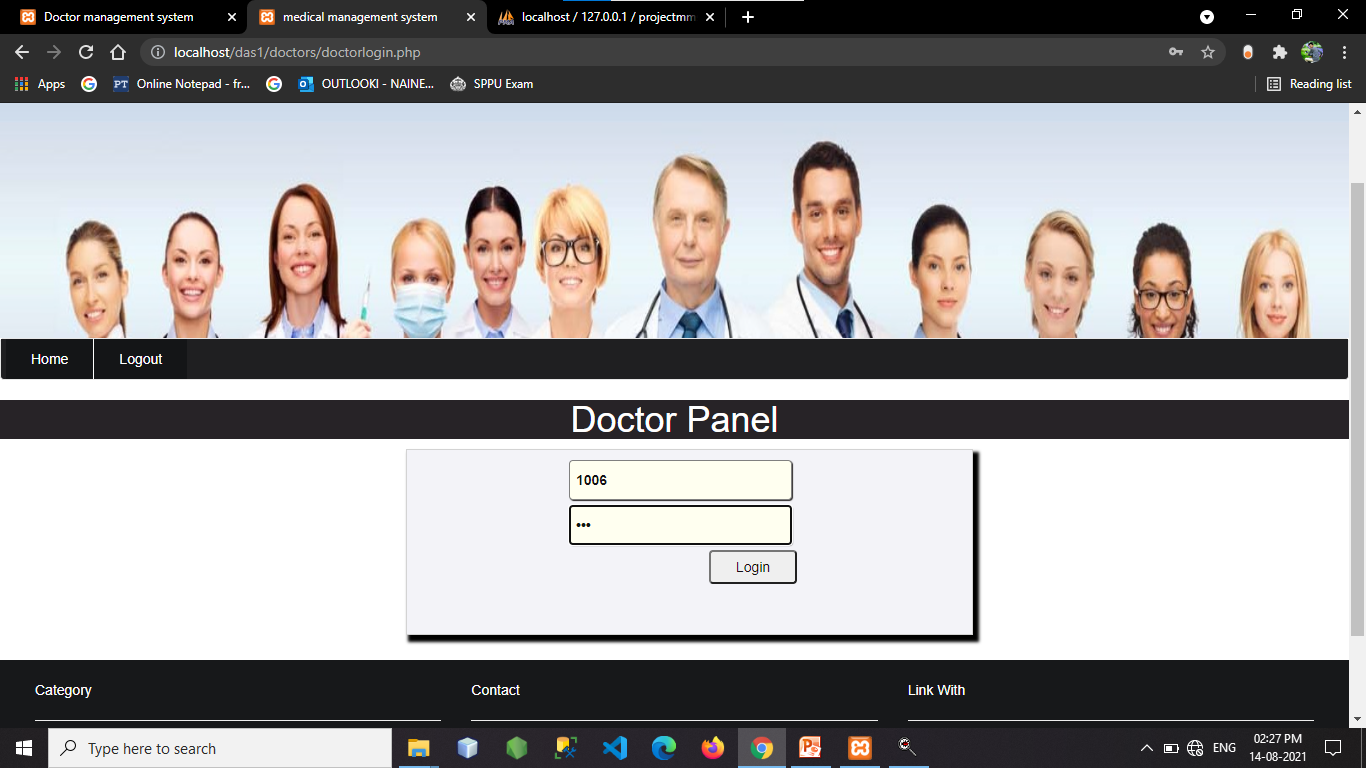 Doctor management system
medical management system
localhost / 127.0.0.1 / projectmm
localhost/das1/doctors/doctorlogin.php
Apps
PT Online Notepad - fr...
OUTLOOKI - NAINE...
SPPU Exam
Reading list
Home
Logout
Doctor Panel
1006
•••
Login
Category
Contact
Link With
Type here to search
ENG
02:27 PM
14-08-2021